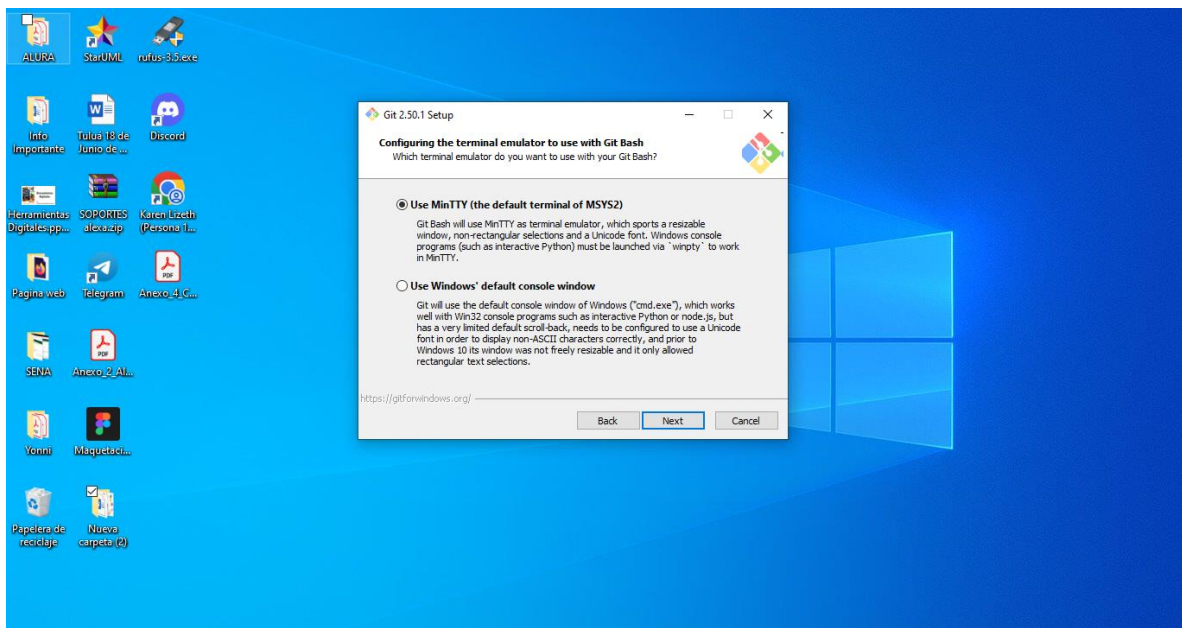 ALURA
StarUML
rufus-3.5.exe
Info
Importante
Tuluá 18 de
Junio de ...
Discord
Herramientas
Digitales.pp...
SOPORTES
alexa.zip
Karen Lizeth
(Persona 1...
Pagina web
Telegram
Anexo_4_C...
SENA
Anexo_2_Al...
Yonni
Maquetaci...
Papelera de
reciclaje
Nueva
carpeta (2)
Git 2.50.1 Setup
Configuring the terminal emulator to use with Git Bash
Which terminal emulator do you want to use with your Git Bash?
Use MinTTY (the default terminal of MSYS2)
Git Bash will use MinTTY as terminal emulator, which sports a resizable
window, non-rectangular selections and a Unicode font. Windows console
programs (such as interactive Python) must be launched via `winpty` to work
in MinTTY.
Use Windows' default console window
Git will use the default console window of Windows ("cmd.exe"), which works
well with Win32 console programs such as interactive Python or node.js, but
has a very limited default scroll-back, needs to be configured to use a Unicode
font in order to display non-ASCII characters correctly, and prior to
Windows 10 its window was not freely resizable and it only allowed
rectangular text selections.
https://gitforwindows.org/
Back
Next
Cancel